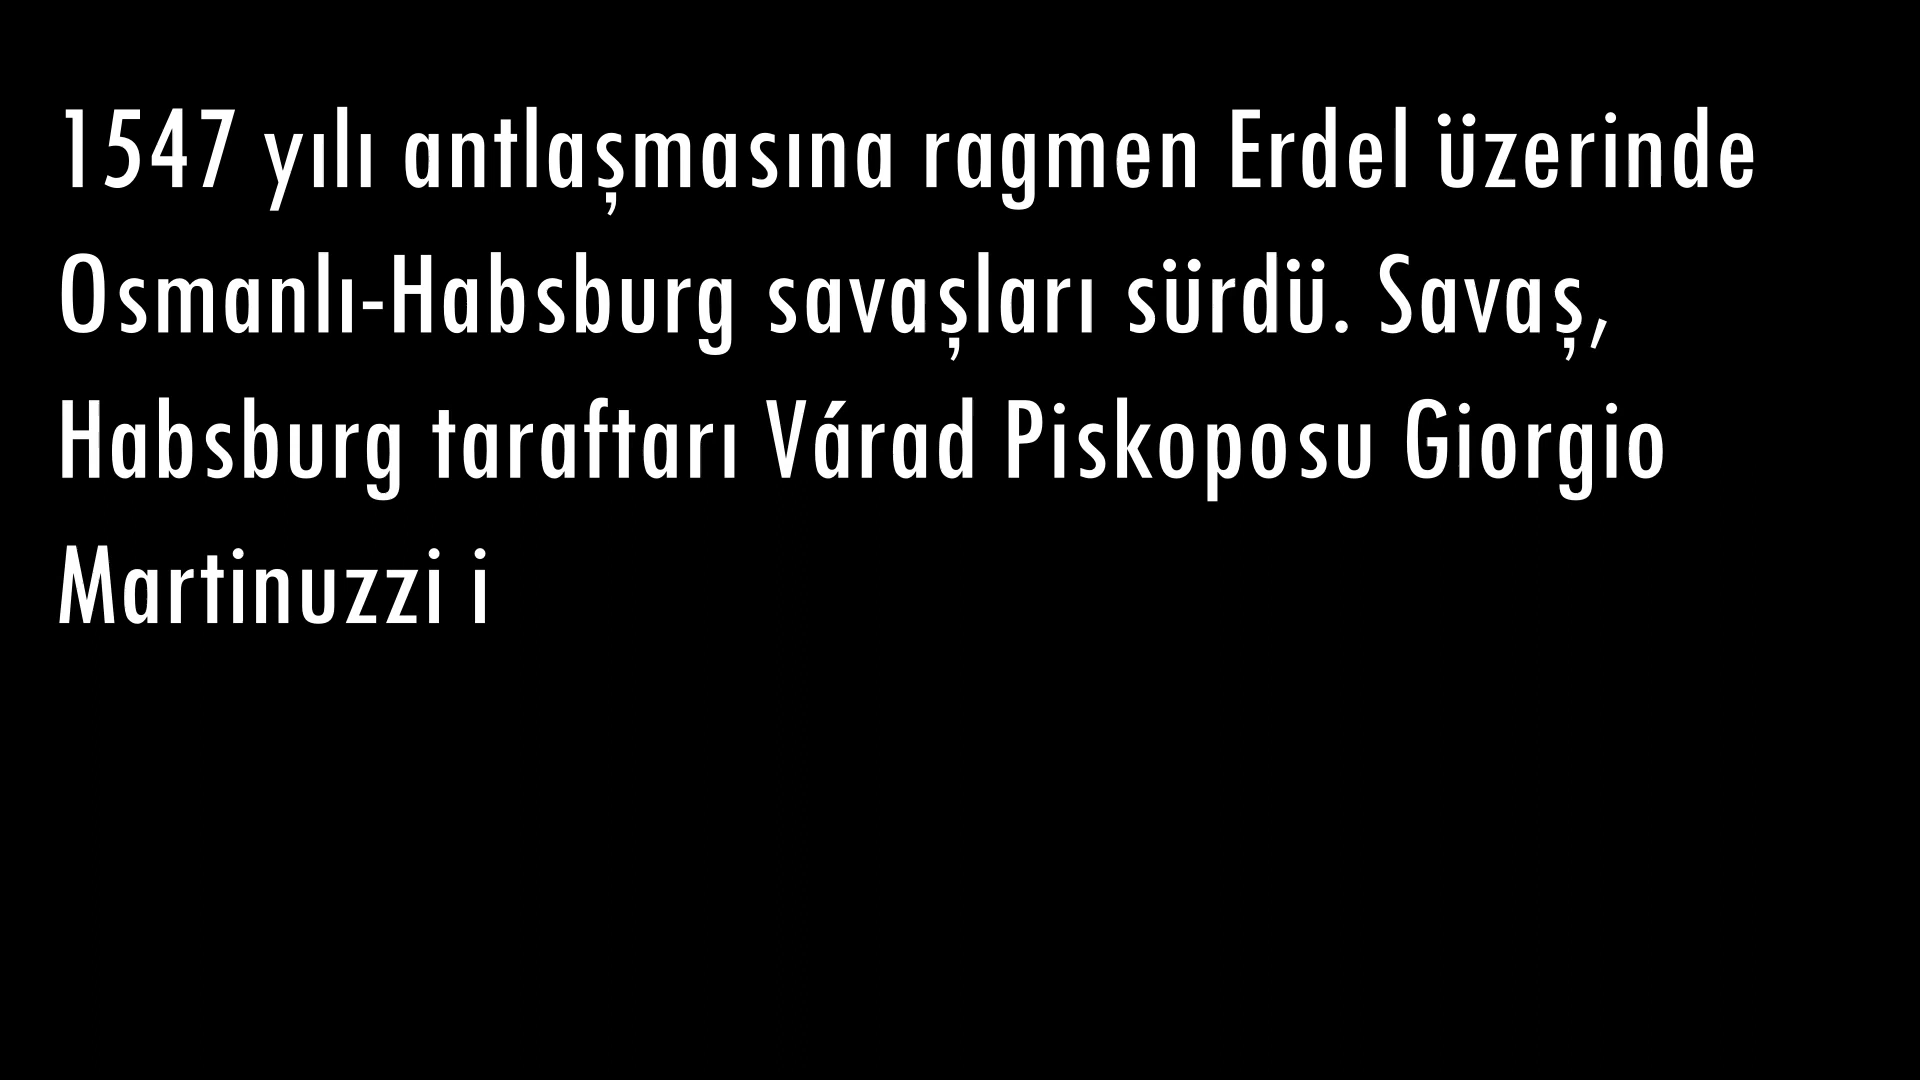 1547 yılı antlaşmasına ragmen Erdel üzerinde
Osmanlı-Habsburg savaşları sürdü. Savaş,
Habsburg taraftarı Várad Piskoposu Giorgio
Martinuzzi i